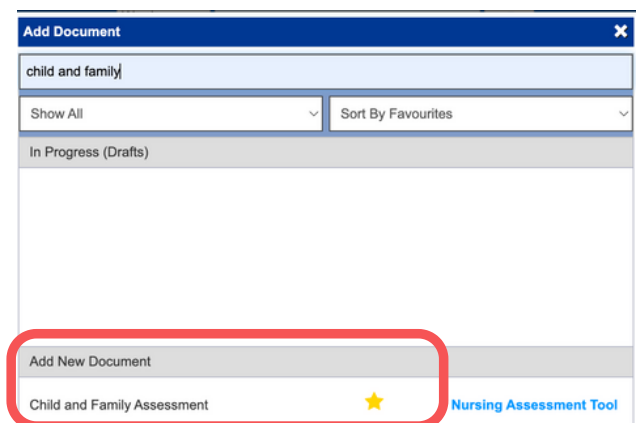 Add Document
child and family
Show All Sort By Favourites
In Progress (Drafts)
Add New Document
Child and Family Assessment Nursing Assessment Tool